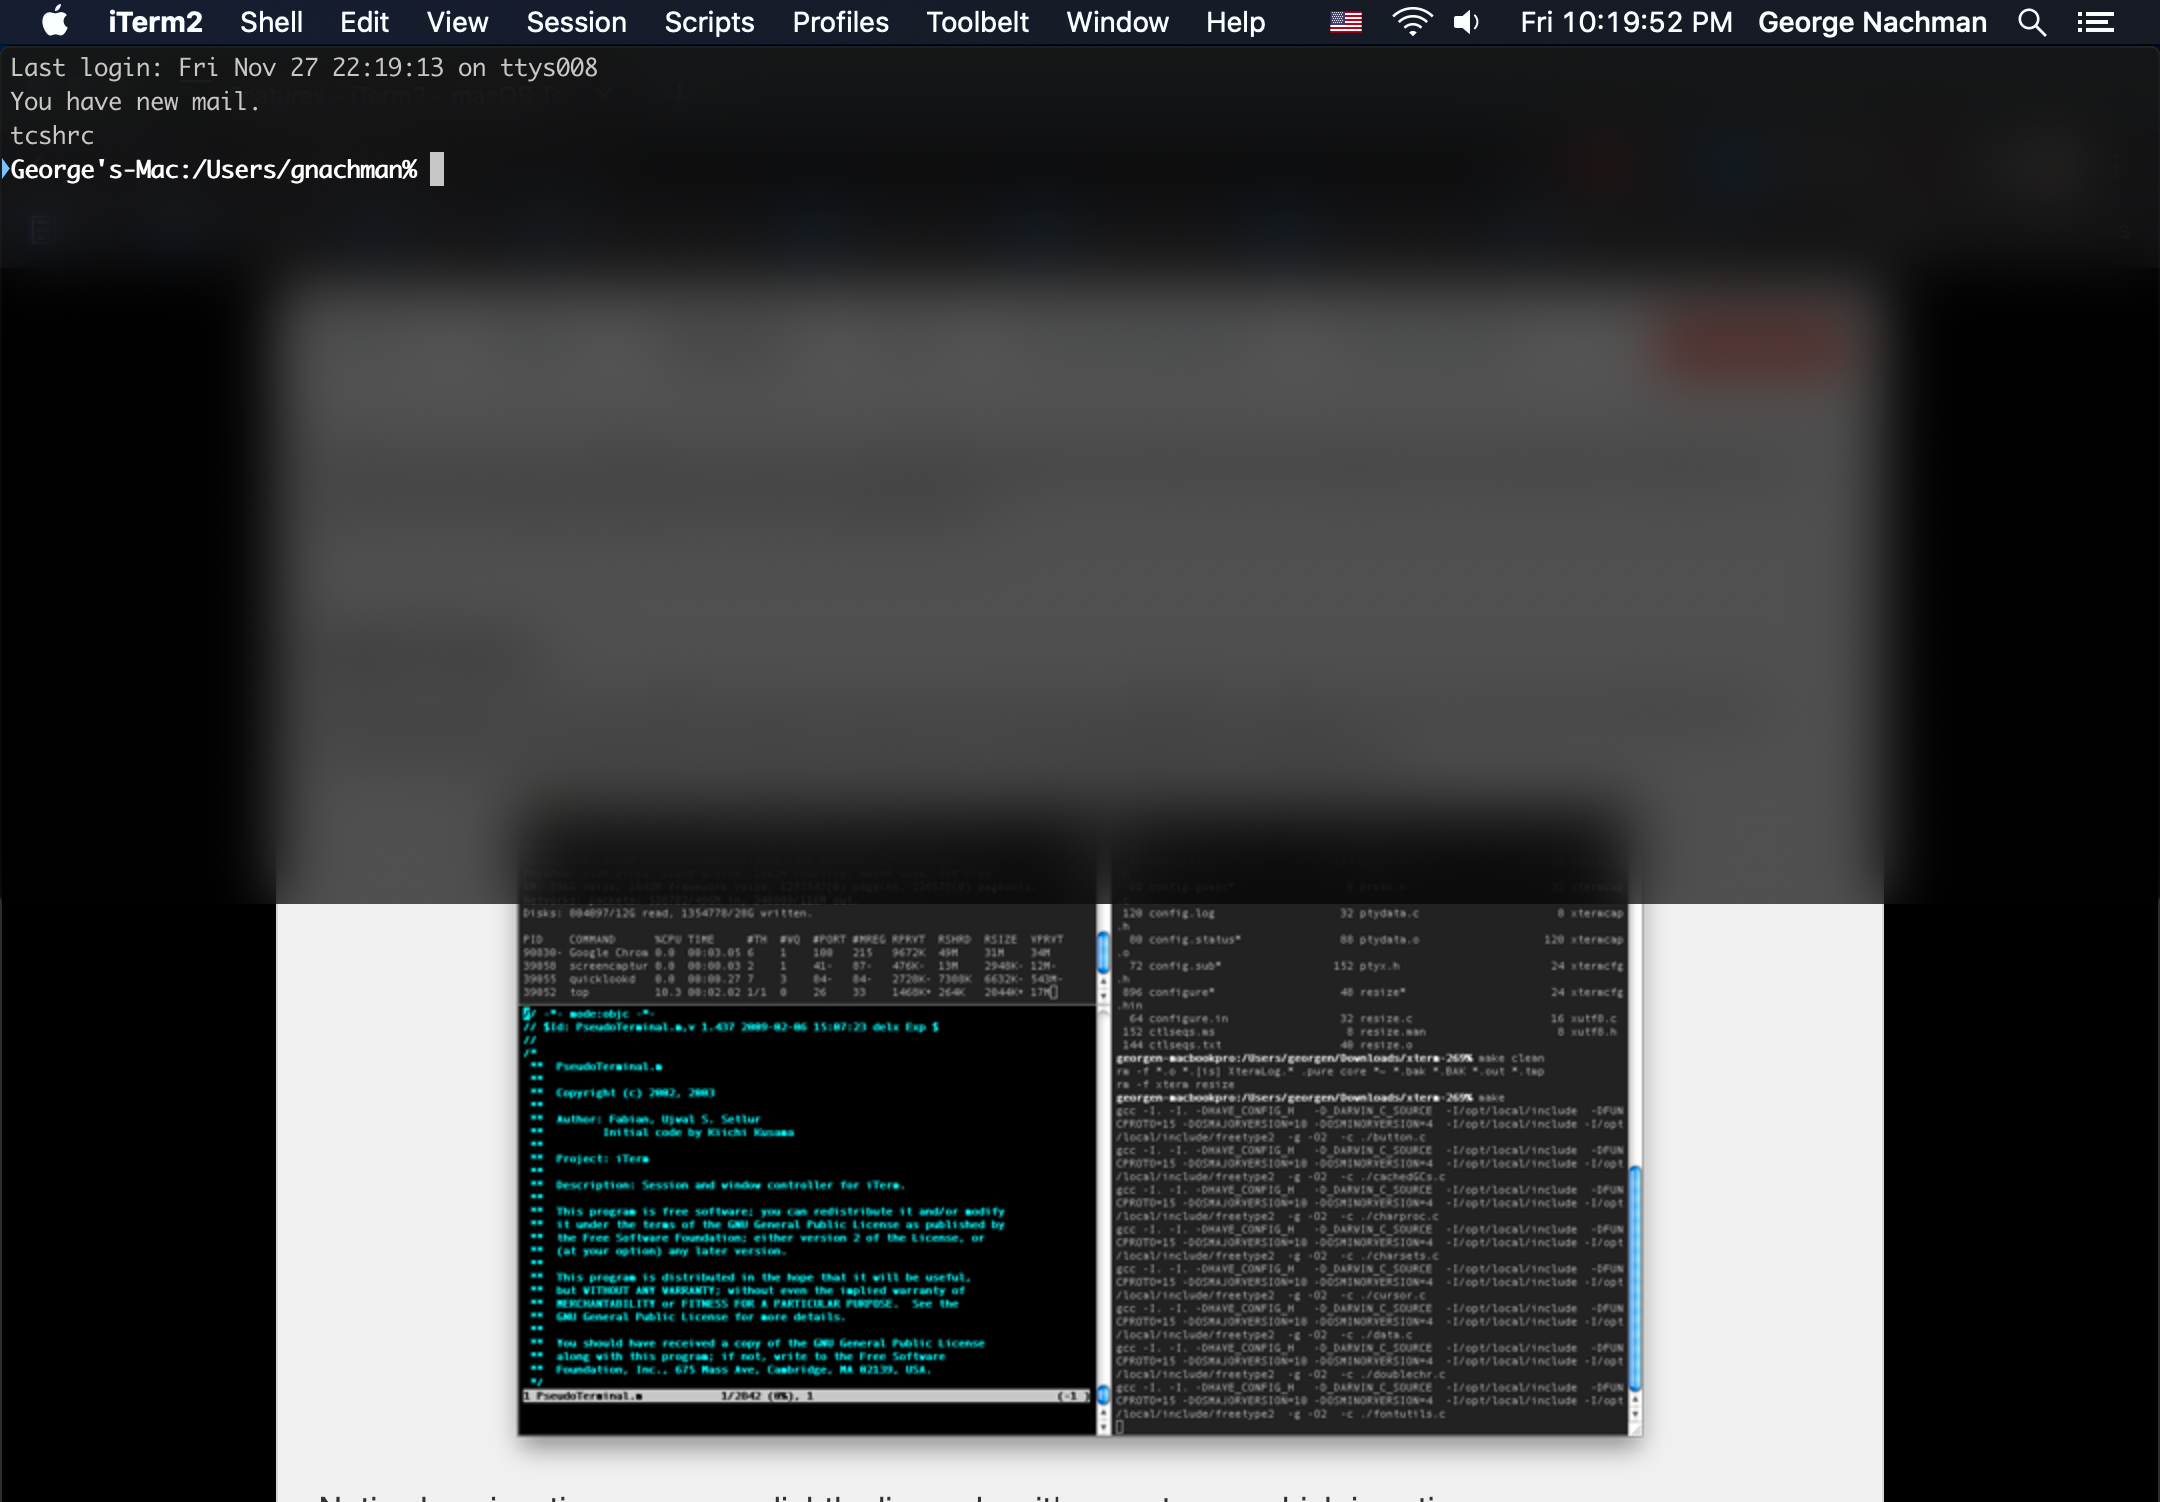 iTerm2 Shell Edit View Session Scripts Profiles Toolbelt Window Help Fri 10:19:52 PM George Nachman
Last login: Fri Nov 27 22:19:13 on ttys008
You have new mail.
tcshrc
George's-Mac:/Users/gnachman%
Disks: 804097/12G read, 1354778/28G written.
PID COMMAND %CPU TIME #TH #WQ #PORT #MREG RPRVT RSHRD RSIZE VPRVT
90830- Google Chrom 0.0 00:03.05 6 1 100 215 9672K 49M 31M 34M
39858 screencaptur 0.0 00:00.03 2 1 41- 87- 476K- 13M 2948K- 12M-
39855 quicklookd 0.0 00:00.27 7 3 84- 84- 2728K- 7388K 6632K- 543M-
39852 top 10.3 00:02.02 1/1 0 26 33 1468K+ 264K 2044K+ 17M
// -*- mode:objc -*-
// $Id: PseudoTerminal.m,v 1.437 2009-02-06 15:07:23 delx Exp $
//
/*
** PseudoTerminal.m
**
** Copyright (c) 2002, 2003
**
** Author: Fabian, Ujwal S. Setlur
** Initial code by Kiichi Kusama
**
** Project: iTerm
**
** Description: Session and window controller for iTerm.
**
** This program is free software; you can redistribute it and/or modify
** it under the terms of the GNU General Public License as published by
** the Free Software Foundation; either version 2 of the License, or
** (at your option) any later version.
**
** This program is distributed in the hope that it will be useful,
** but WITHOUT ANY WARRANTY; without even the implied warranty of
** MERCHANTABILITY or FITNESS FOR A PARTICULAR PURPOSE. See the
** GNU General Public License for more details.
**
** You should have received a copy of the GNU General Public License
** along with this program; if not, write to the Free Software
** Foundation, Inc., 675 Mass Ave, Cambridge, MA 02139, USA.
*/
1 PseudoTerminal.m 1/2842 (0%), 1 (-1 )
120 config.log 32 ptydata.c 8 xtermcap
.h
80 config.status* 88 ptydata.o 120 xtermcap
.o
72 config.sub* 152 ptyx.h 24 xtermcfg
.h
896 configure* 48 resize* 24 xtermcfg
.hin
64 configure.in 32 resize.c 16 xutf8.c
152 ctlseqs.ms 8 resize.man 8 xutf8.h
144 ctlseqs.txt 40 resize.o
georgen-macbookpro:/Users/georgen/Downloads/xterm-269% make clean
rm -f *.o *.[is] XtermLog.* .pure core *~ *.bak *.BAK *.out *.tmp
rm -f xterm resize
georgen-macbookpro:/Users/georgen/Downloads/xterm-269% make
gcc -I. -I. -DHAVE_CONFIG_H -D_DARWIN_C_SOURCE -I/opt/local/include -DFUN
CPROTO=15 -DOSMAJORVERSION=10 -DOSMINORVERSION=4 -I/opt/local/include -I/opt
/local/include/freetype2 -g -O2 -c ./button.c
gcc -I. -I. -DHAVE_CONFIG_H -D_DARWIN_C_SOURCE -I/opt/local/include -DFUN
CPROTO=15 -DOSMAJORVERSION=10 -DOSMINORVERSION=4 -I/opt/local/include -I/opt
/local/include/freetype2 -g -O2 -c ./cachedGCs.c
gcc -I. -I. -DHAVE_CONFIG_H -D_DARWIN_C_SOURCE -I/opt/local/include -DFUN
CPROTO=15 -DOSMAJORVERSION=10 -DOSMINORVERSION=4 -I/opt/local/include -I/opt
/local/include/freetype2 -g -O2 -c ./charproc.c
gcc -I. -I. -DHAVE_CONFIG_H -D_DARWIN_C_SOURCE -I/opt/local/include -DFUN
CPROTO=15 -DOSMAJORVERSION=10 -DOSMINORVERSION=4 -I/opt/local/include -I/opt
/local/include/freetype2 -g -O2 -c ./charsets.c
gcc -I. -I. -DHAVE_CONFIG_H -D_DARWIN_C_SOURCE -I/opt/local/include -DFUN
CPROTO=15 -DOSMAJORVERSION=10 -DOSMINORVERSION=4 -I/opt/local/include -I/opt
/local/include/freetype2 -g -O2 -c ./cursor.c
gcc -I. -I. -DHAVE_CONFIG_H -D_DARWIN_C_SOURCE -I/opt/local/include -DFUN
CPROTO=15 -DOSMAJORVERSION=10 -DOSMINORVERSION=4 -I/opt/local/include -I/opt
/local/include/freetype2 -g -O2 -c ./data.c
gcc -I. -I. -DHAVE_CONFIG_H -D_DARWIN_C_SOURCE -I/opt/local/include -DFUN
CPROTO=15 -DOSMAJORVERSION=10 -DOSMINORVERSION=4 -I/opt/local/include -I/opt
/local/include/freetype2 -g -O2 -c ./doublechr.c
gcc -I. -I. -DHAVE_CONFIG_H -D_DARWIN_C_SOURCE -I/opt/local/include -DFUN
CPROTO=15 -DOSMAJORVERSION=10 -DOSMINORVERSION=4 -I/opt/local/include -I/opt
/local/include/freetype2 -g -O2 -c ./fontutils.c